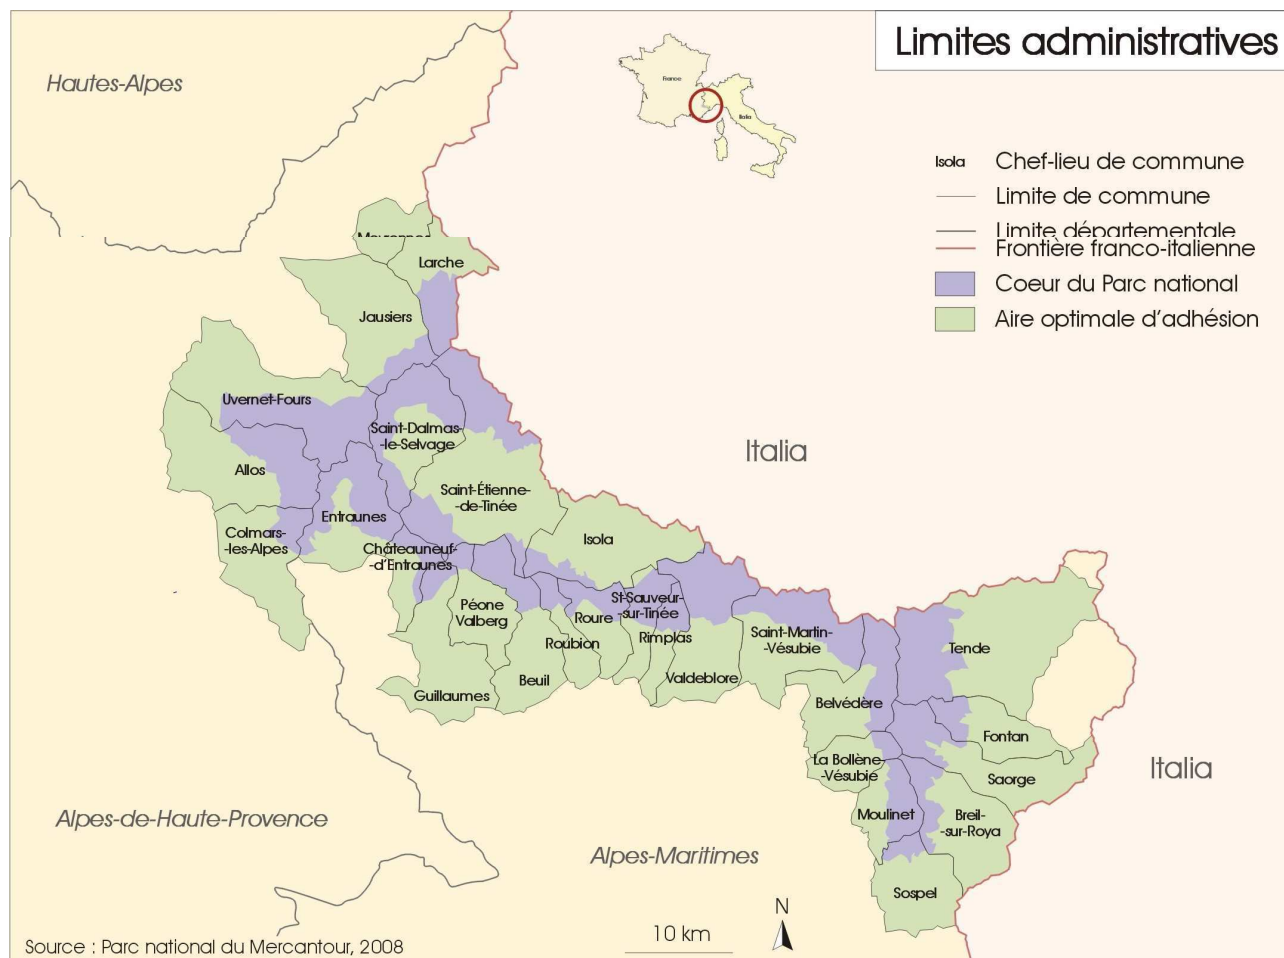 Limites administratives
Hautes-Alpes
France
Italia
Isola
Chef-lieu de commune
Limite de commune
Limite départementale
Frontière franco-italienne
Coeur du Parc national
Aire optimale d'adhésion
Larche
Jausiers
Uvernet-Fours
Saint-Dalmas-
-le-Selvage
Italia
Allos
Saint-Étienne-
-de-Tinée
Entraunes
Colmars-
-les-Alpes
Isola
Châteauneuf-
-d'Entraunes
Péone
Valberg
Roure
St-Sauveur-
-sur-Tinée
Roubion
Rimplas
Saint-Martin-
-Vésubie
Tende
Beuil
Valdeblore
Guillaumes
Belvédère
Fontan
La Bollène-
-Vésubie
Saorge
Italia
Moulinet
Breil-
-sur-Roya
Alpes-de-Haute-Provence
Alpes-Maritimes
Sospel
N
10 km
Source : Parc national du Mercantour, 2008